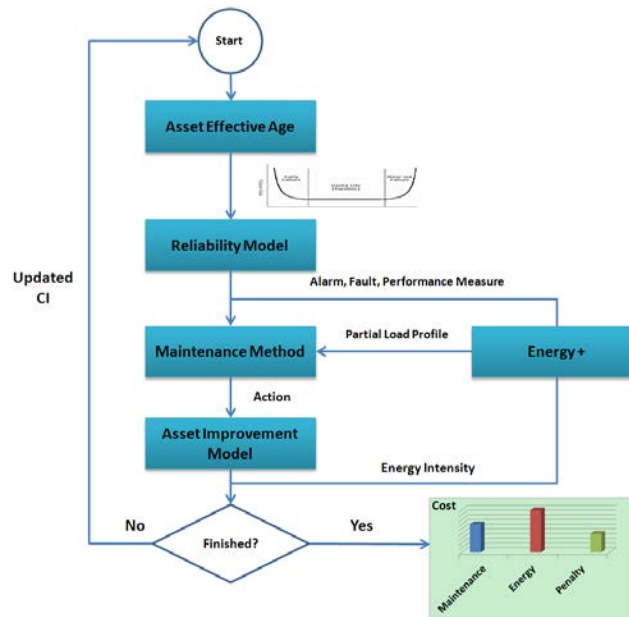 Start
Asset Effective Age
Reliability Model
Updated
CI
Alarm, Fault, Performance Measure
Maintenance Method
Partial Load Profile
Energy +
Action
Asset Improvement
Model
Energy Intensity
No
Finished?
Yes
Cost
Maintenance
Energy
Penalty